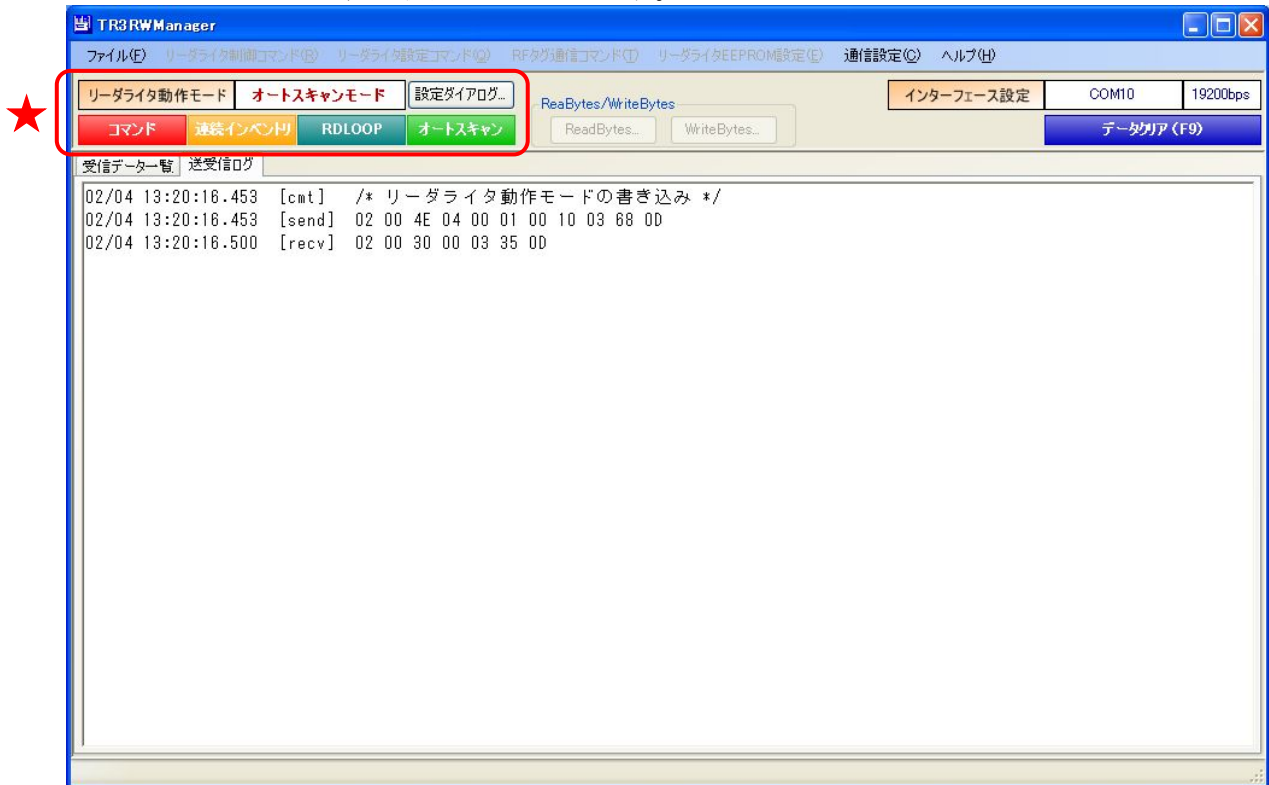 TR3RWManager
ファイル(F) リーダライタ制御コマンド(R) リーダライタ設定コマンド(Q) RFタグ通信コマンド(T) リーダライタEEPROM設定(E) 通信設定(C) ヘルプ(H)
リーダライタ動作モード オートスキャンモード 設定ダイアログ... ReaBytes/WriteBytes インターフェース設定 COM10 19200bps
コマンド 連続インベントリ RDLOOP オートスキャン ReadBytes... WriteBytes... データクリア(F9)
受信データ一覧 送受信ログ
02/04 13:20:16.453 [cmt] /* リーダライタ動作モードの書き込み */
02/04 13:20:16.453 [send] 02 00 4E 04 00 01 00 10 03 68 0D
02/04 13:20:16.500 [recv] 02 00 30 00 03 35 0D